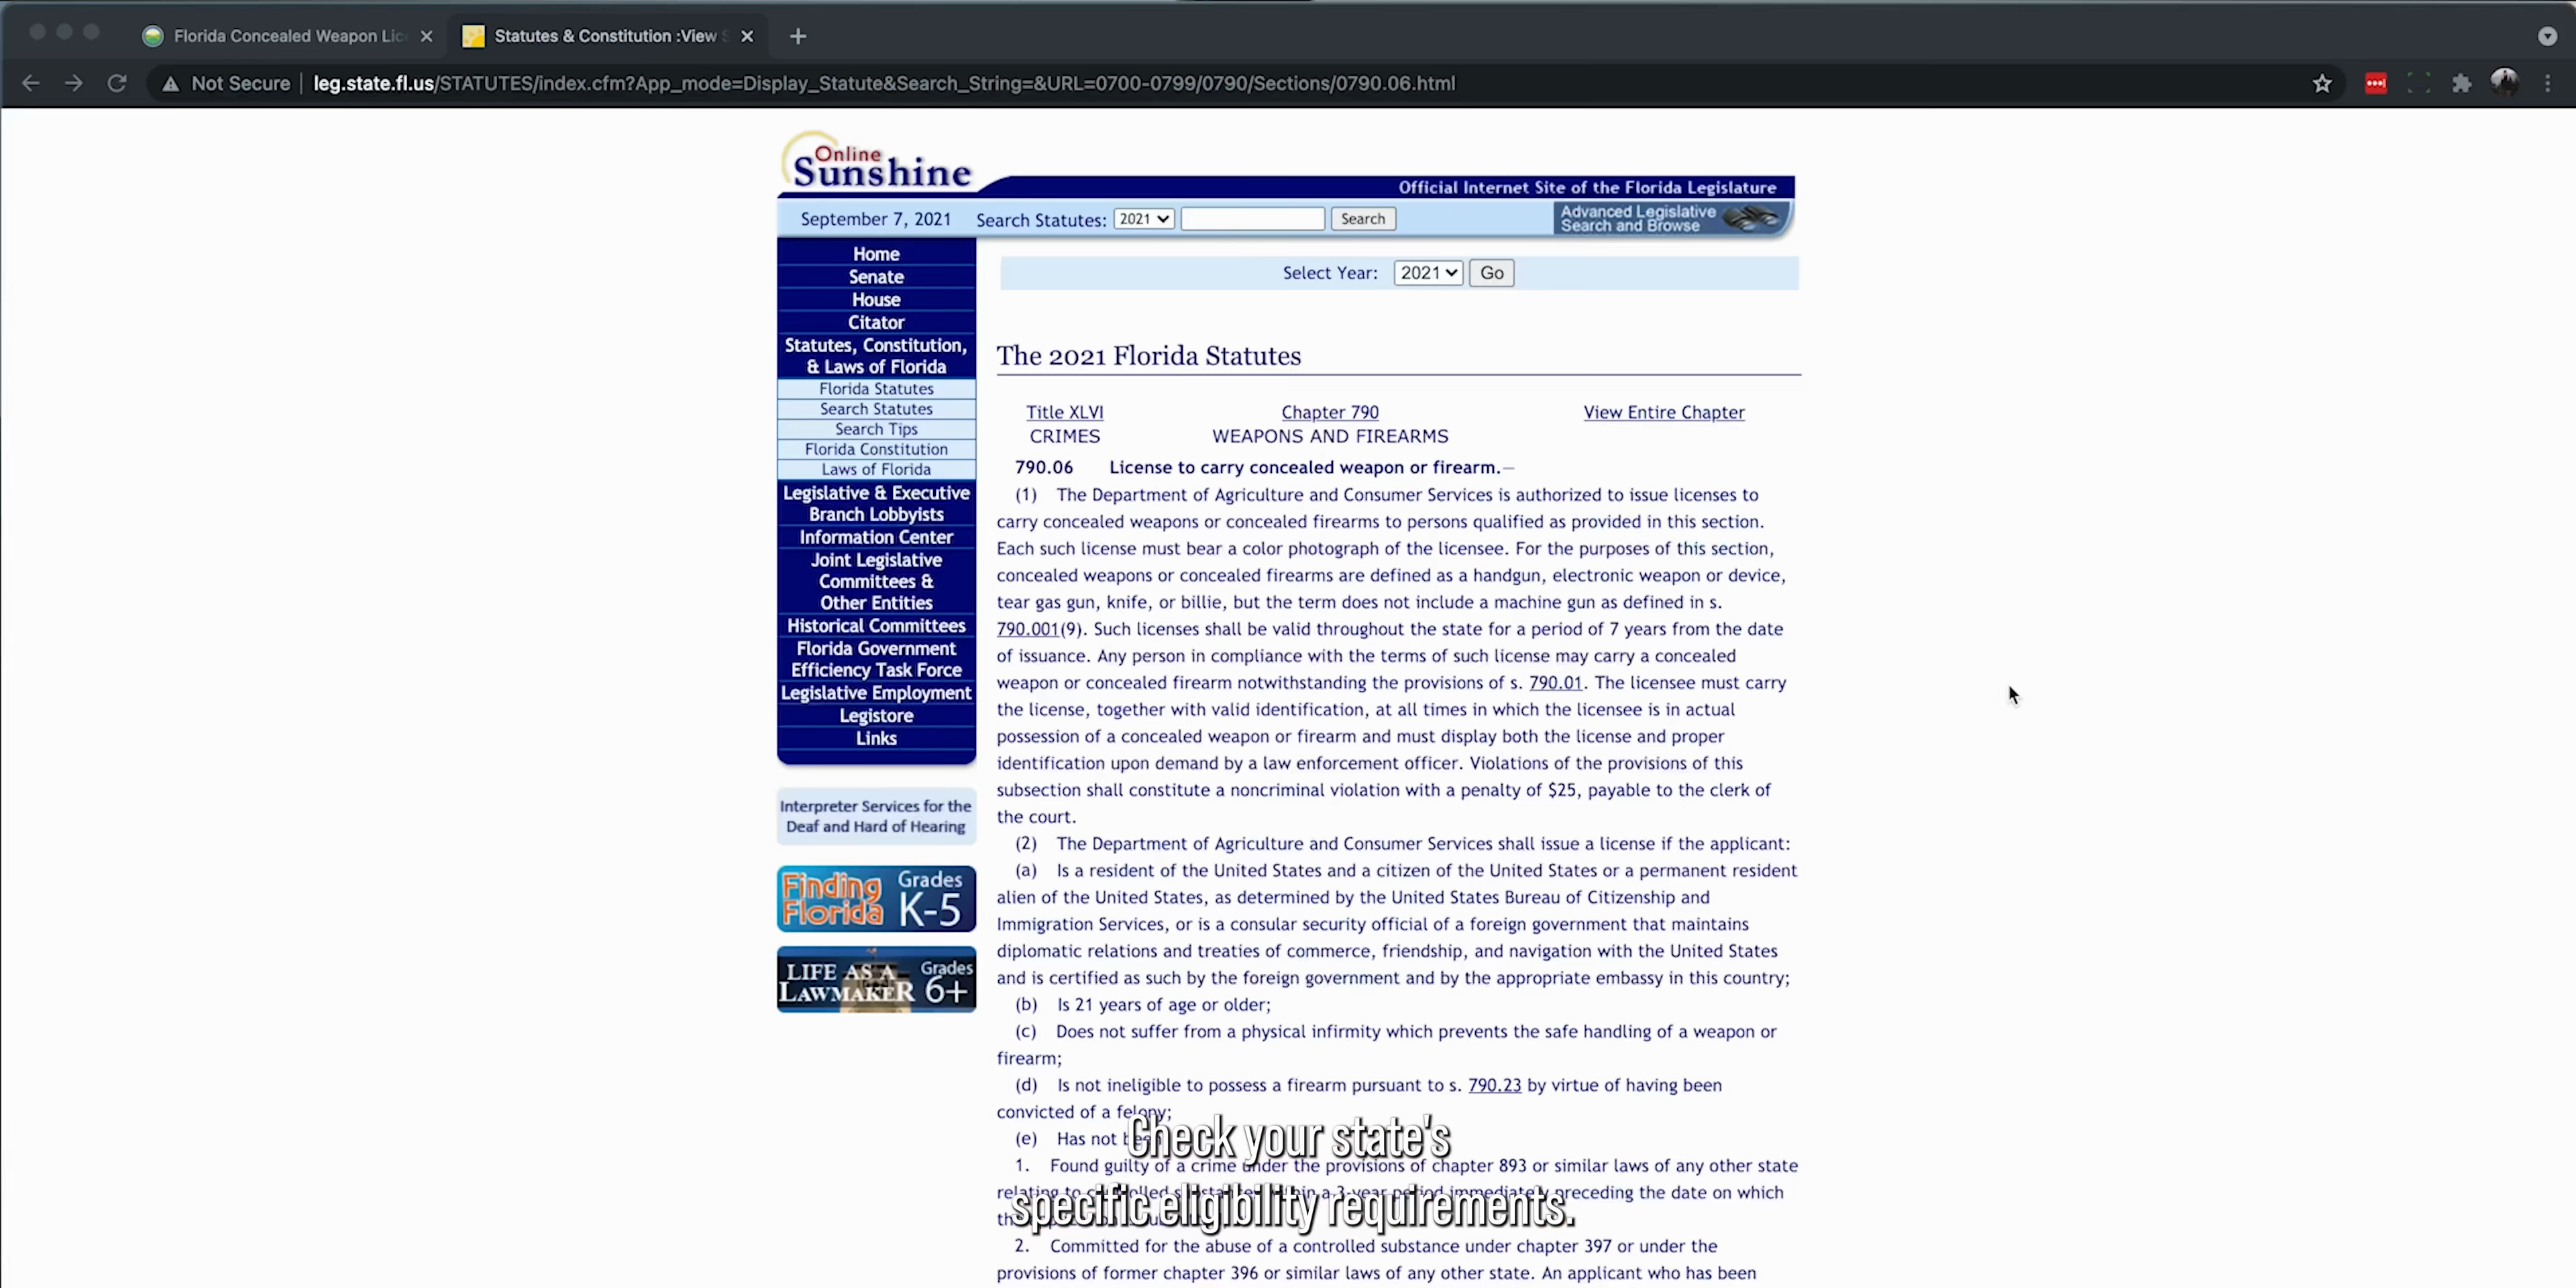 Florida Concealed Weapon Lic
Statutes & Constitution :View S
Not Secure | leg.state.fl.us/STATUTES/index.cfm?App_mode=Display_Statute&Search_String=&URL=0700-0799/0790/Sections/0790.06.html
Online
Sunshine
Official Internet Site of the Florida Legislature
September 7, 2021 Search Statutes: 2021 Search
Advanced Legislative
Search and Browse
Home
Senate
House
Citator
Statutes, Constitution,
& Laws of Florida
Florida Statutes
Search Statutes
Search Tips
Florida Constitution
Laws of Florida
Legislative & Executive
Branch Lobbyists
Information Center
Joint Legislative
Committees &
Other Entities
Historical Committees
Florida Government
Efficiency Task Force
Legislative Employment
Legistore
Links
Interpreter Services for the
Deaf and Hard of Hearing
Finding
Florida
Grades
K-5
LIFE AS A
LAWMAKER
Grades
6+
Select Year: 2021 Go
The 2021 Florida Statutes
Title XLVI Chapter 790 View Entire Chapter
CRIMES WEAPONS AND FIREARMS
790.06 License to carry concealed weapon or firearm.—
(1) The Department of Agriculture and Consumer Services is authorized to issue licenses to
carry concealed weapons or concealed firearms to persons qualified as provided in this section.
Each such license must bear a color photograph of the licensee. For the purposes of this section,
concealed weapons or concealed firearms are defined as a handgun, electronic weapon or device,
tear gas gun, knife, or billie, but the term does not include a machine gun as defined in s.
790.001(9). Such licenses shall be valid throughout the state for a period of 7 years from the date
of issuance. Any person in compliance with the terms of such license may carry a concealed
weapon or concealed firearm notwithstanding the provisions of s. 790.01. The licensee must carry
the license, together with valid identification, at all times in which the licensee is in actual
possession of a concealed weapon or firearm and must display both the license and proper
identification upon demand by a law enforcement officer. Violations of the provisions of this
subsection shall constitute a noncriminal violation with a penalty of $25, payable to the clerk of
the court.
(2) The Department of Agriculture and Consumer Services shall issue a license if the applicant:
(a) Is a resident of the United States and a citizen of the United States or a permanent resident
alien of the United States, as determined by the United States Bureau of Citizenship and
Immigration Services, or is a consular security official of a foreign government that maintains
diplomatic relations and treaties of commerce, friendship, and navigation with the United States
and is certified as such by the foreign government and by the appropriate embassy in this country;
(b) Is 21 years of age or older;
(c) Does not suffer from a physical infirmity which prevents the safe handling of a weapon or
firearm;
(d) Is not ineligible to possess a firearm pursuant to s. 790.23 by virtue of having been
convicted of a felony;
(e) Has not
1. Found guilty of a crime under the provisions of chapter 893 or similar laws of any other state
relating to a 3-year period immediately preceding the date on which
2. Committed for the abuse of a controlled substance under chapter 397 or under the
provisions of former chapter 396 or similar laws of any other state. An applicant who has been
Check your state's
specific eligibility requirements.